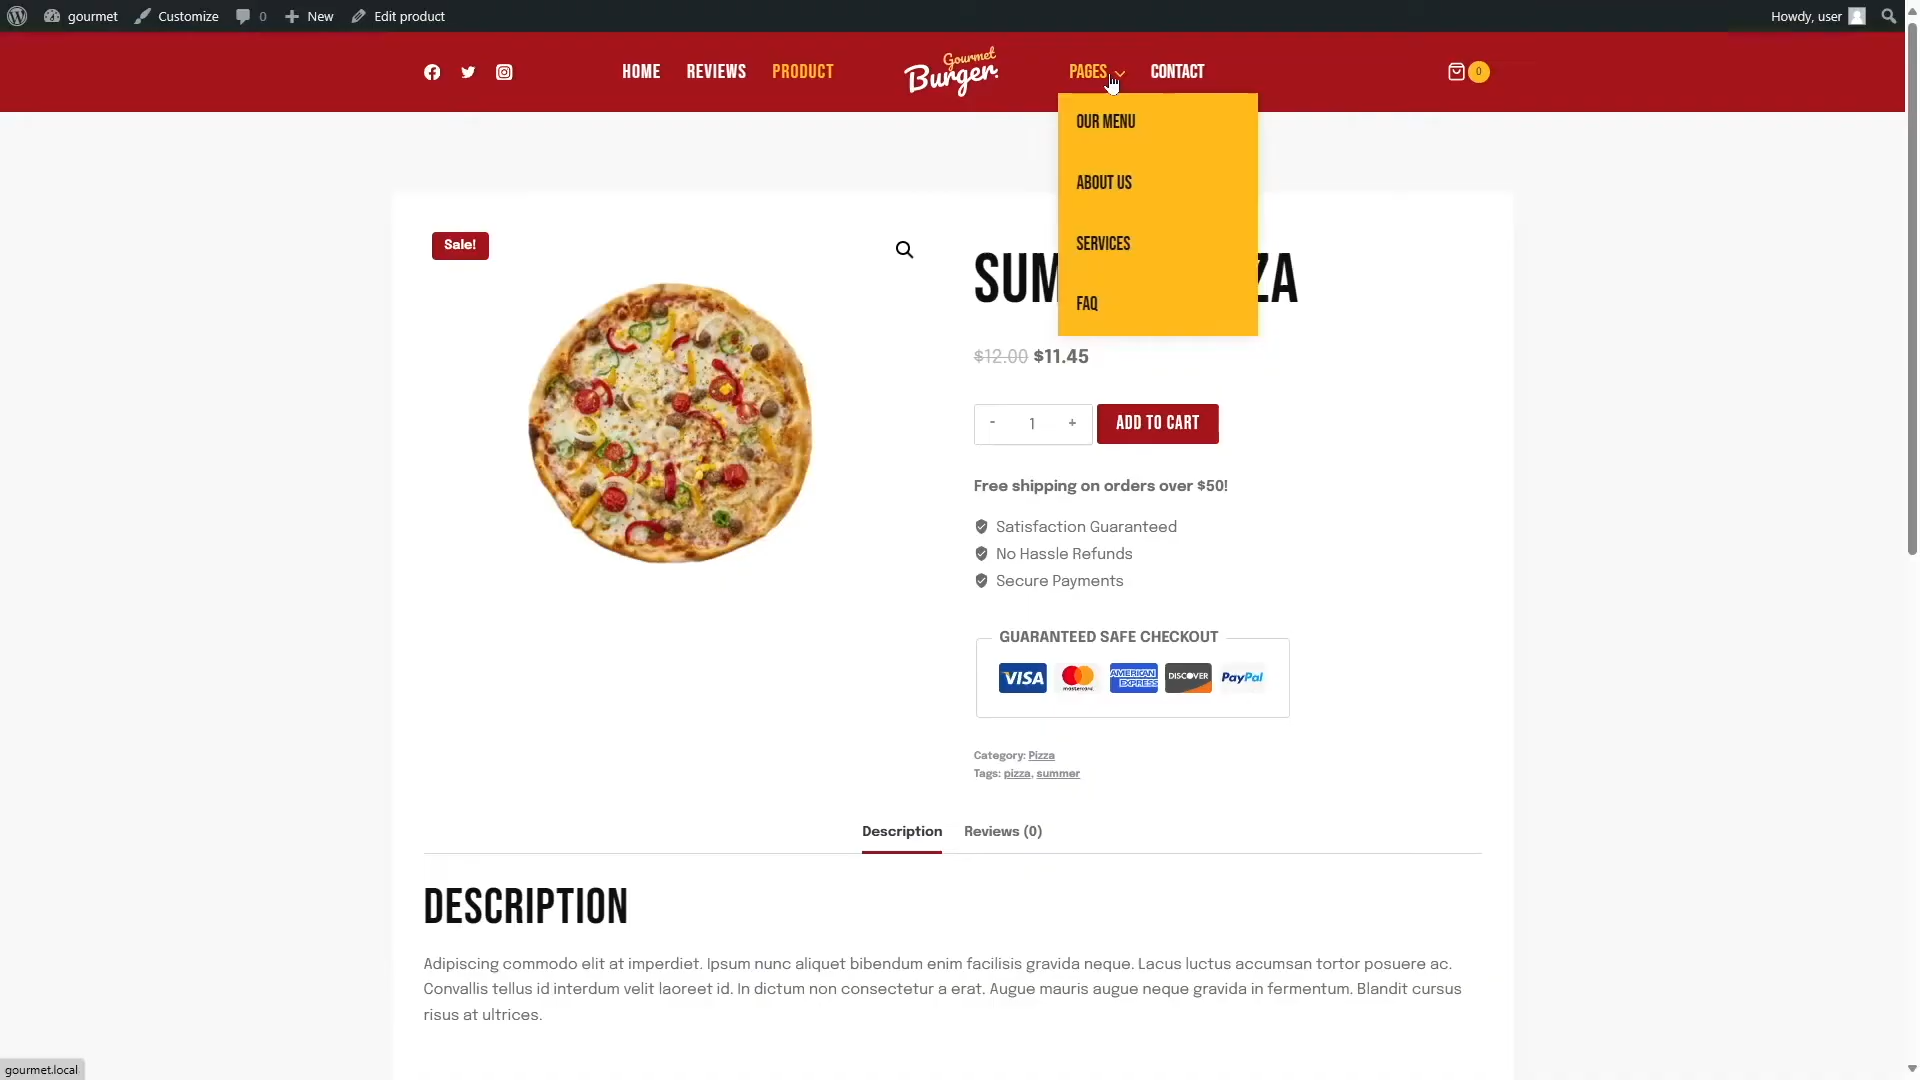 gourmet Customize 0 New Edit product Howdy, user
HOME REVIEWS PRODUCT Gourmet Burger. PAGES CONTACT 0
OUR MENU
ABOUT US
SERVICES
FAQ
Sale!
$12.00 $11.45
- 1 + ADD TO CART
Free shipping on orders over $50!
Satisfaction Guaranteed
No Hassle Refunds
Secure Payments
GUARANTEED SAFE CHECKOUT
VISA mastercard AMERICAN EXPRESS DISCOVER PayPal
Category: Pizza
Tags: pizza, summer
Description Reviews (0)
DESCRIPTION
Adipiscing commodo elit at imperdiet. Ipsum nunc aliquet bibendum enim facilisis gravida neque. Lacus luctus accumsan tortor posuere ac.
Convallis tellus id interdum velit laoreet id. In dictum non consectetur a erat. Augue mauris augue neque gravida in fermentum. Blandit cursus
risus at ultrices.
gourmet.local